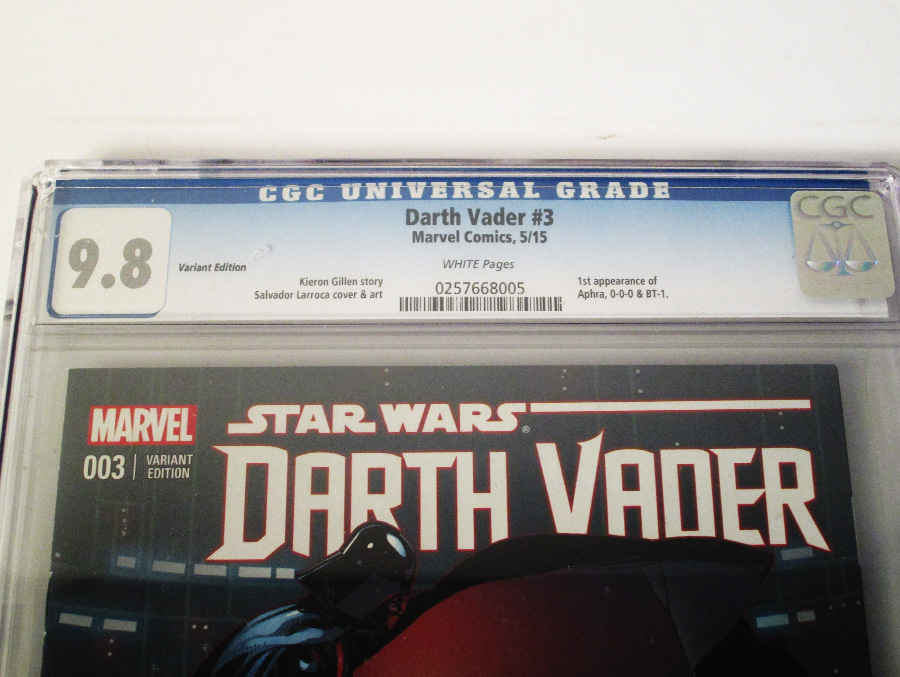 CGC UNIVERSAL GRADE
9.8
Darth Vader #3
Marvel Comics, 5/15
Variant Edition
WHITE Pages
Kieron Gillen story
Salvador Larroca cover & art
0257668005
1st appearance of
Aphra, 0-0-0 & BT-1.
CGC
MARVEL
003
VARIANT
EDITION
STAR WARS®
DARTH VADER